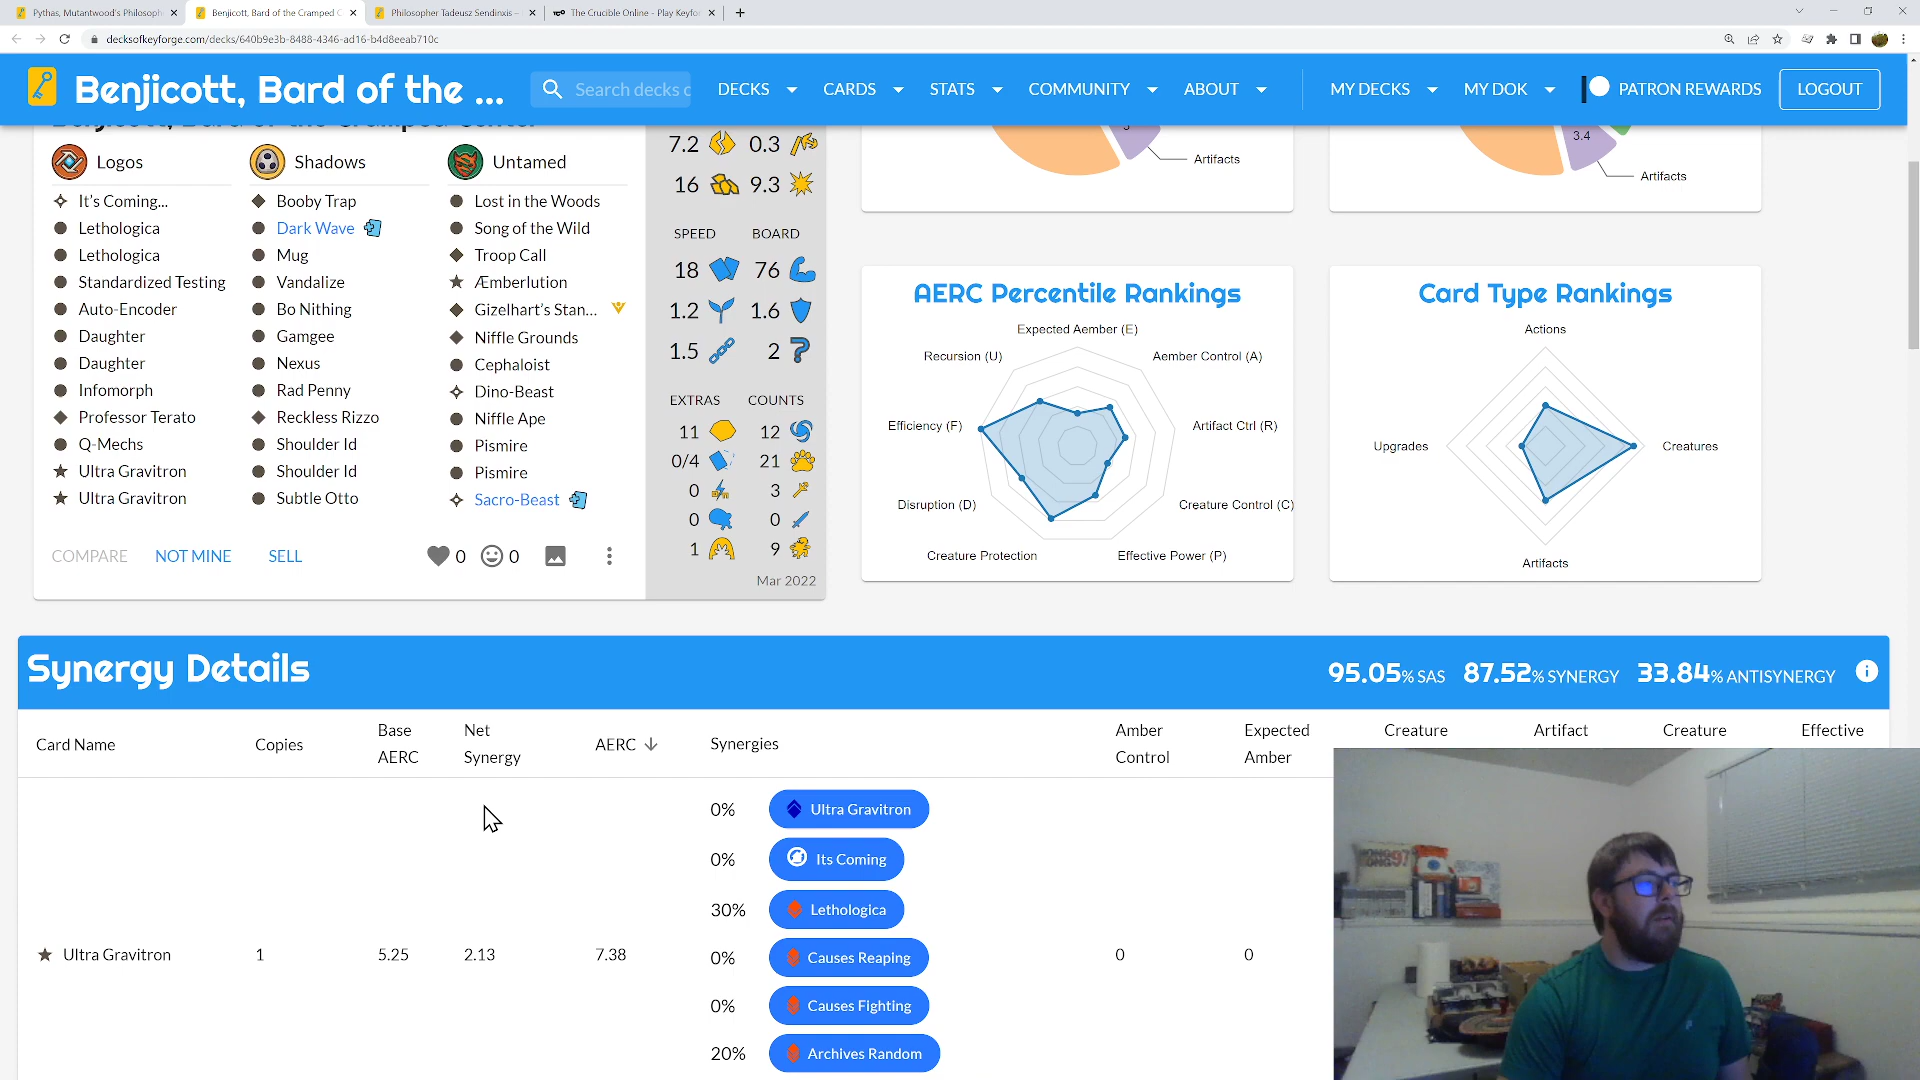 Pythas, Mutantwood's Philosoph
Benjicott, Bard of the Cramped C
Philosopher Tadeusz Sendinxis –
The Crucible Online - Play Keyfor
decksofkeyforge.com/decks/640b9e3b-8488-4346-ad16-b4d8eeab710c
Benjicott, Bard of the ...
Search decks c
DECKS
CARDS
STATS
COMMUNITY
ABOUT
MY DECKS
MY DOK
PATRON REWARDS
LOGOUT
Benjicott, Bard of the Cramped Center
Logos
It's Coming...
Lethologica
Lethologica
Standardized Testing
Auto-Encoder
Daughter
Daughter
Infomorph
Professor Terato
Q-Mechs
Ultra Gravitron
Ultra Gravitron
Shadows
Booby Trap
Dark Wave
Mug
Vandalize
Bo Nithing
Gamgee
Nexus
Rad Penny
Reckless Rizzo
Shoulder Id
Shoulder Id
Subtle Otto
Untamed
Lost in the Woods
Song of the Wild
Troop Call
Æmberlution
Gizelhart's Stan...
Niffle Grounds
Cephaloist
Dino-Beast
Niffle Ape
Pismire
Pismire
Sacro-Beast
COMPARE
NOT MINE
SELL
0
0
7.2 0.3
16 9.3
SPEED BOARD
18 76
1.2 1.6
1.5 2
EXTRAS COUNTS
11 12
0/4 21
0 3
0 0
1 9
Mar 2022
Artifacts
3.4
Artifacts
AERC Percentile Rankings
Expected Aember (E)
Recursion (U)
Aember Control (A)
Efficiency (F)
Artifact Ctrl (R)
Disruption (D)
Creature Control (C)
Creature Protection
Effective Power (P)
Card Type Rankings
Actions
Upgrades
Creatures
Artifacts
Synergy Details
95.05% SAS 87.52% SYNERGY 33.84% ANTISYNERGY
Card Name
Copies
Base
AERC
Net
Synergy
AERC
Synergies
Amber
Control
Expected
Amber
Creature
Artifact
Creature
Effective
Ultra Gravitron
1
5.25
2.13
7.38
0% Ultra Gravitron
0% Its Coming
30% Lethologica
0% Causes Reaping
0% Causes Fighting
20% Archives Random
0
0